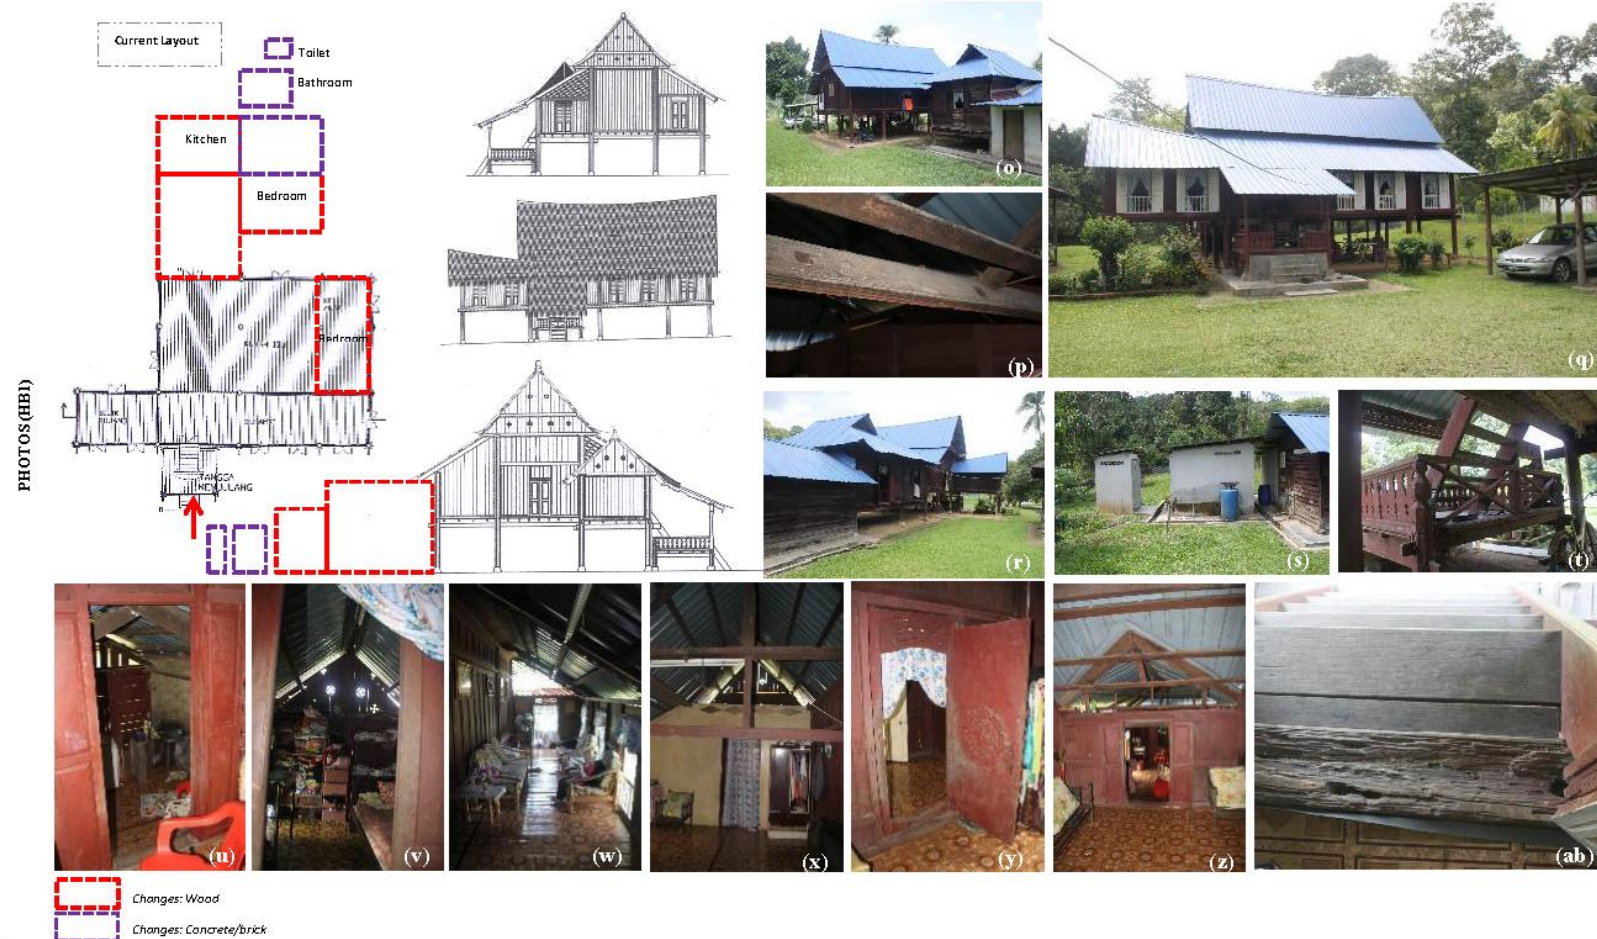 Current Layout
Toilet
Bathroom
Kitchen
Bedroom
Bedroom
TANGGA
PHOTOS(HB1)
(o)
(p)
(q)
(r)
(s)
(t)
(u)
(v)
(w)
(x)
(y)
(z)
(ab)
Changes: Wood
Changes: Concrete/brick